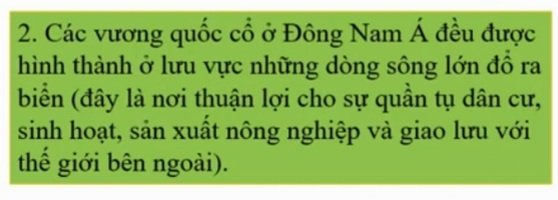 2. Các vương quốc cổ ở Đông Nam Á đều được
hình thành ở lưu vực những dòng sông lớn đổ ra
biển (đây là nơi thuận lợi cho sự quần tụ dân cư,
sinh hoạt, sản xuất nông nghiệp và giao lưu với
thế giới bên ngoài).